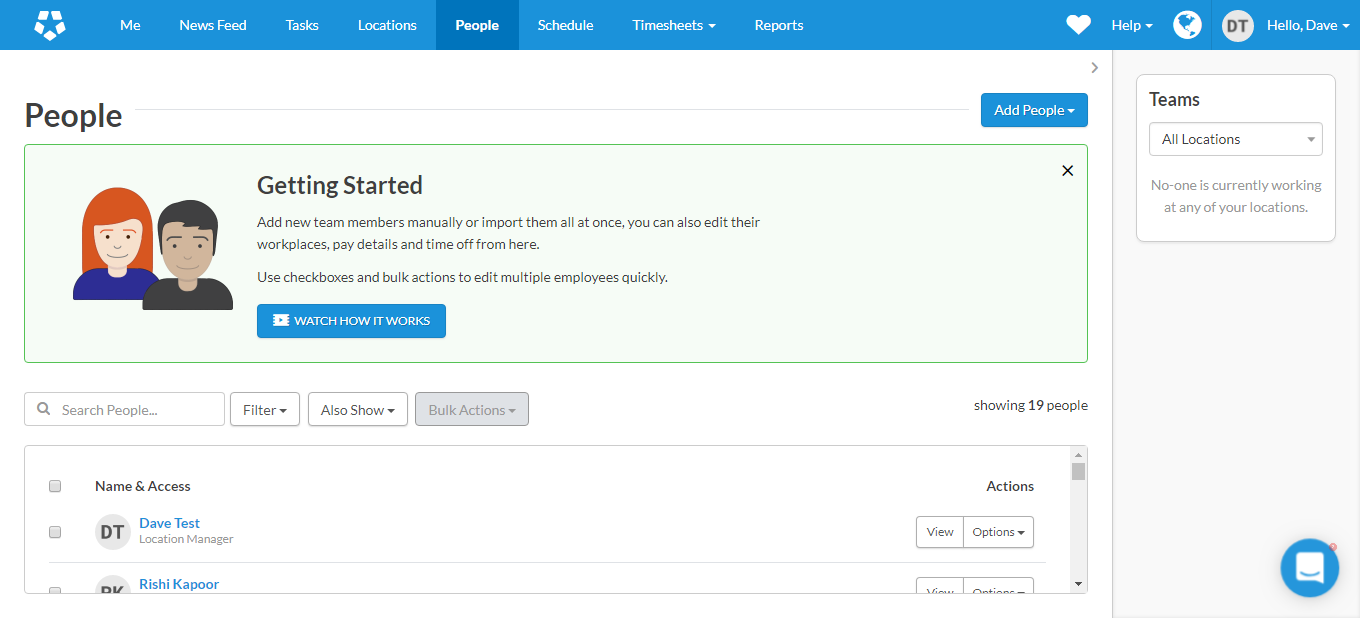 Me News Feed Tasks Locations People Schedule Timesheets Reports Help DT Hello, Dave
People
Add People
Teams
All Locations
No-one is currently working
at any of your locations.
Getting Started
Add new team members manually or import them all at once, you can also edit their
workplaces, pay details and time off from here.
Use checkboxes and bulk actions to edit multiple employees quickly.
WATCH HOW IT WORKS
Search People... Filter Also Show Bulk Actions showing 19 people
Name & Access Actions
DT Dave Test View Options
Location Manager
RK Rishi Kapoor View Options